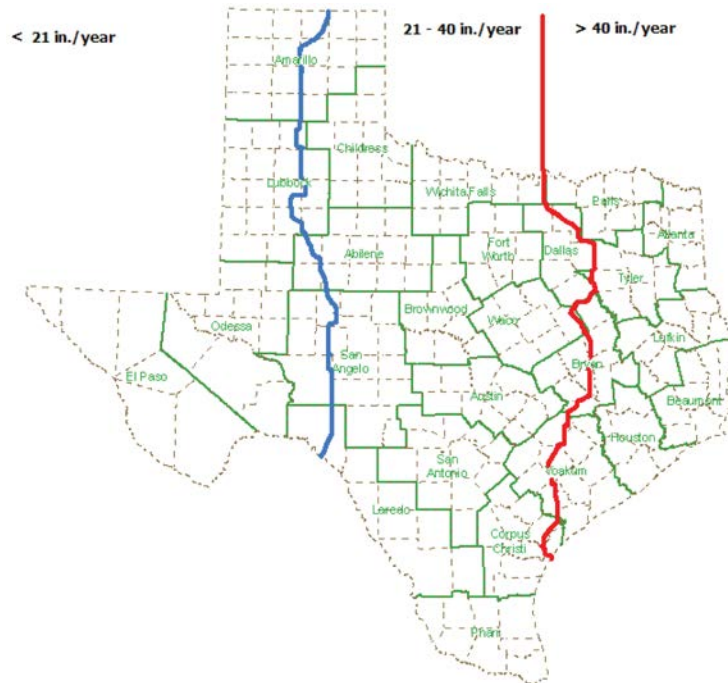 < 21 in./year
21 - 40 in./year
> 40 in./year
Amarillo
Childress
Lubbock
Wichita Falls
Paris
Atlanta
Fort
Worth
Dallas
Abilene
Tyler
Brownwood
Waco
Odessa
Lufkin
San
Angelo
Bryan
El Paso
Austin
Beaumont
Houston
San
Antonio
Yoakum
Laredo
Corpus
Christi
Pharr